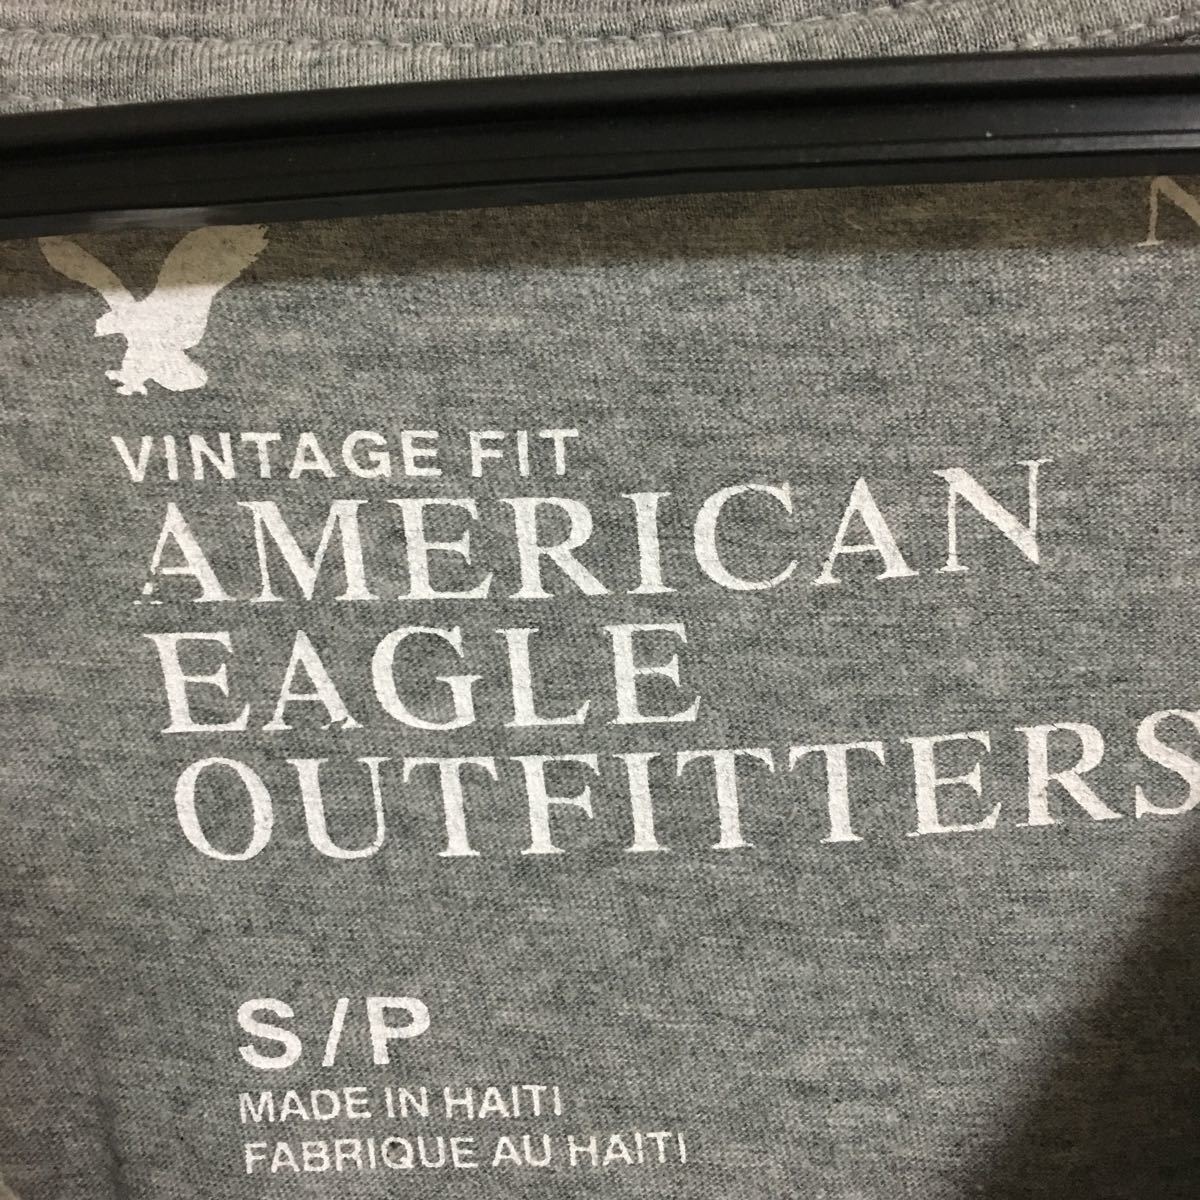 VINTAGE FIT
AMERICAN
EAGLE
OUTFITTERS
S/P
MADE IN HAITI
FABRIQUE AU HAITI